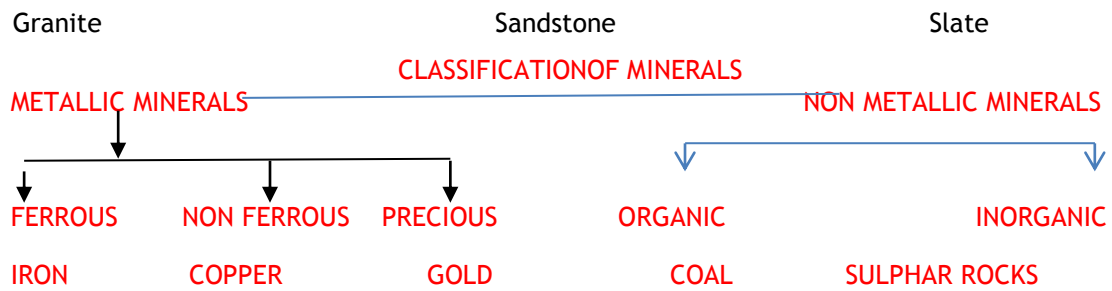 Granite Sandstone Slate
CLASSIFICATIONOF MINERALS
METALLIC MINERALS NON METALLIC MINERALS
FERROUS NON FERROUS PRECIOUS ORGANIC INORGANIC
IRON COPPER GOLD COAL SULPHAR ROCKS